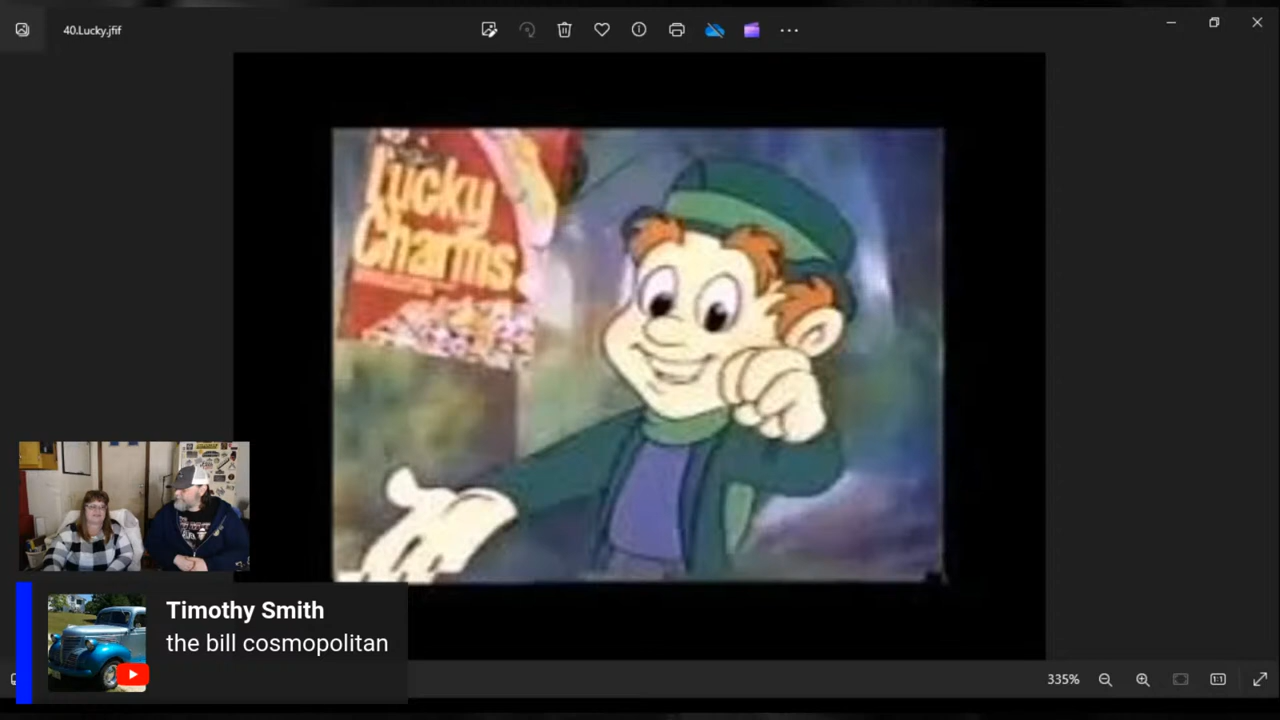 40.Lucky.jfif
Lucky
Charms
Timothy Smith
the bill cosmopolitan
335%